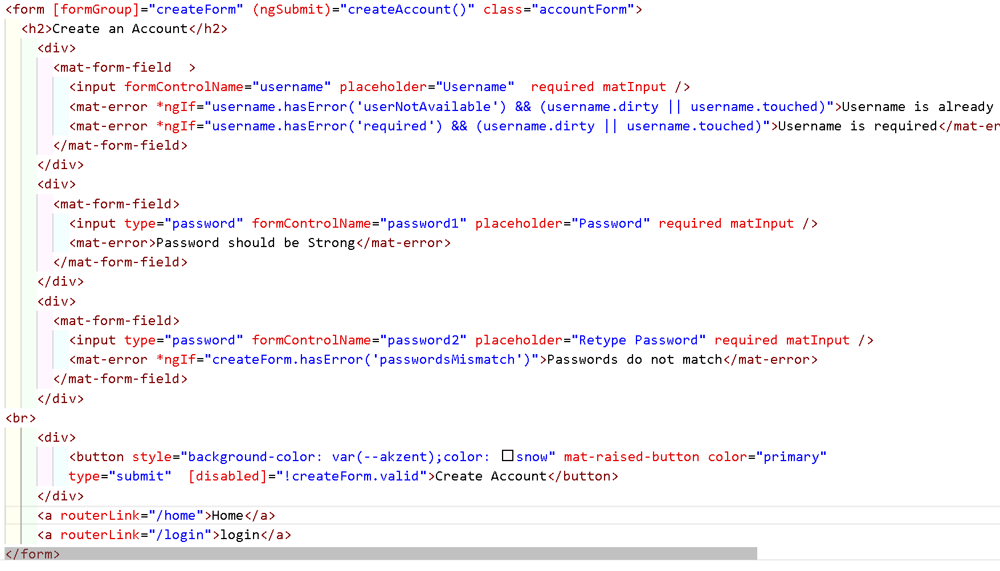 <form [formGroup]="createForm" (ngSubmit)="createAccount()" class="accountForm">
<h2>Create an Account</h2>
<div>
<mat-form-field  >
<input formControlName="username" placeholder="Username"  required matInput />
<mat-error *ngIf="username.hasError('userNotAvailable') && (username.dirty || username.touched)">Username is already
<mat-error *ngIf="username.hasError('required') && (username.dirty || username.touched)">Username is required</mat-er
</mat-form-field>
</div>
<div>
<mat-form-field>
<input type="password" formControlName="password1" placeholder="Password" required matInput />
<mat-error>Password should be Strong</mat-error>
</mat-form-field>
</div>
<div>
<mat-form-field>
<input type="password" formControlName="password2" placeholder="Retype Password" required matInput />
<mat-error *ngIf="createForm.hasError('passwordsMismatch')">Passwords do not match</mat-error>
</mat-form-field>
</div>
<br>
<div>
<button style="background-color: var(--akzent);color: snow" mat-raised-button color="primary"
type="submit"  [disabled]="!createForm.valid">Create Account</button>
</div>
<a routerLink="/home">Home</a>
<a routerLink="/login">login</a>
</form>